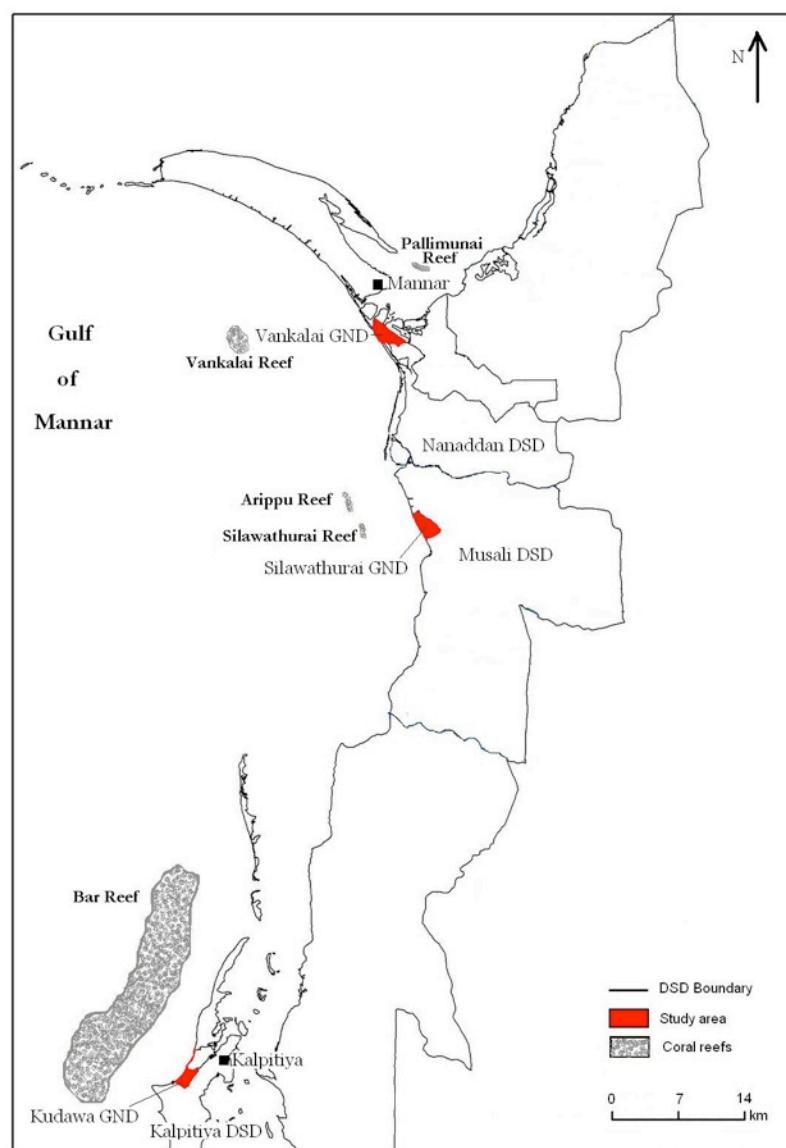 N
Pallimunai
Reef
Mannar
Vankalai GND
Gulf
of
Mannar
Vankalai Reef
Nanaddan DSD
Arippu Reef
Silawathurai Reef
Silawathurai GND
Musali DSD
Bar Reef
Kalpitiya
Kudawa GND
Kalpitiya DSD
DSD Boundary
Study area
Coral reefs
0 7 14
km